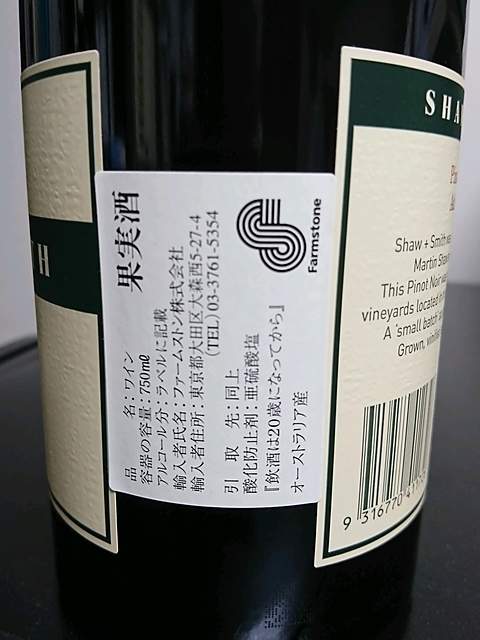 果実酒
品名：ワイン
容器の容量：750mℓ
アルコール分：ラベルに記載
輸入者氏名：ファームストン株式会社
輸入者住所：東京都大田区大森西5-27-4
(TEL) 03-3761-5354
引取先：同上
酸化防止剤：亜硫酸塩
『飲酒は20歳になってから』
オーストラリア産
Farmstone
TH
SHA
Shaw + Smith
Martin Shaw
This Pinot Noir
vineyards located
A 'small batch'
Grown,
9 316770